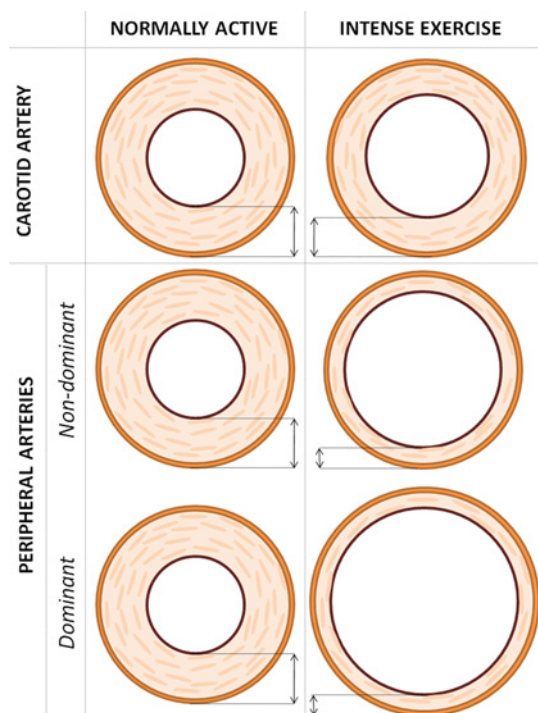 NORMALLY ACTIVE
INTENSE EXERCISE
CAROTID ARTERY
PERIPHERAL ARTERIES
Non-dominant
Dominant